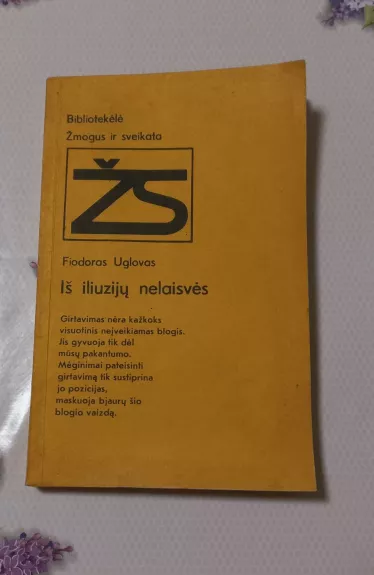 Bibliotekėlė
Žmogus ir sveikata
ŽS
Fiodoras Uglovas
Iš iliuzijų nelaisvės
Girtavimas nėra kažkoks
visuotinis neįveikiamas blogis.
Jis gyvuoja tik dėl
mūsų pakantumo.
Mėginimai pateisinti
girtavimą tik sustiprina
jo pozicijas,
maskuoja bjaurų šio
blogio vaizdą.